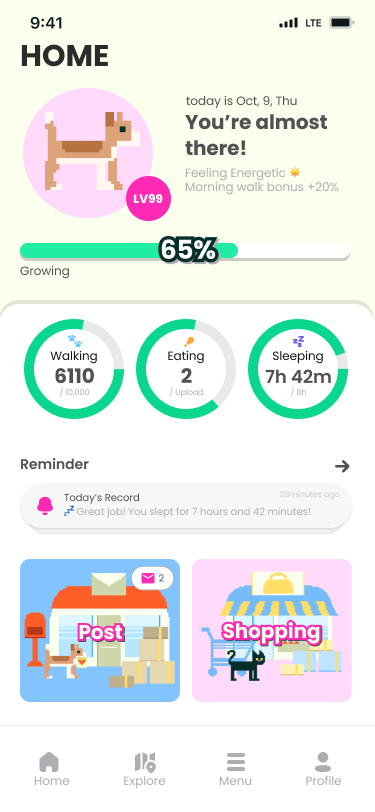 9:41
LTE
HOME
today is Oct, 9, Thu
You're almost
there!
Feeling Energetic ☀️
Morning walk bonus +20%
LV99
65%
Growing
Walking
6110
/ 10,000
Eating
2
/ Upload
Sleeping
7h 42m
/ 8h
Reminder
Today's Record
28minutes ago
💤 Great job! You slept for 7 hours and 42 minutes!
2
Post
Shopping
Home
Explore
Menu
Profile